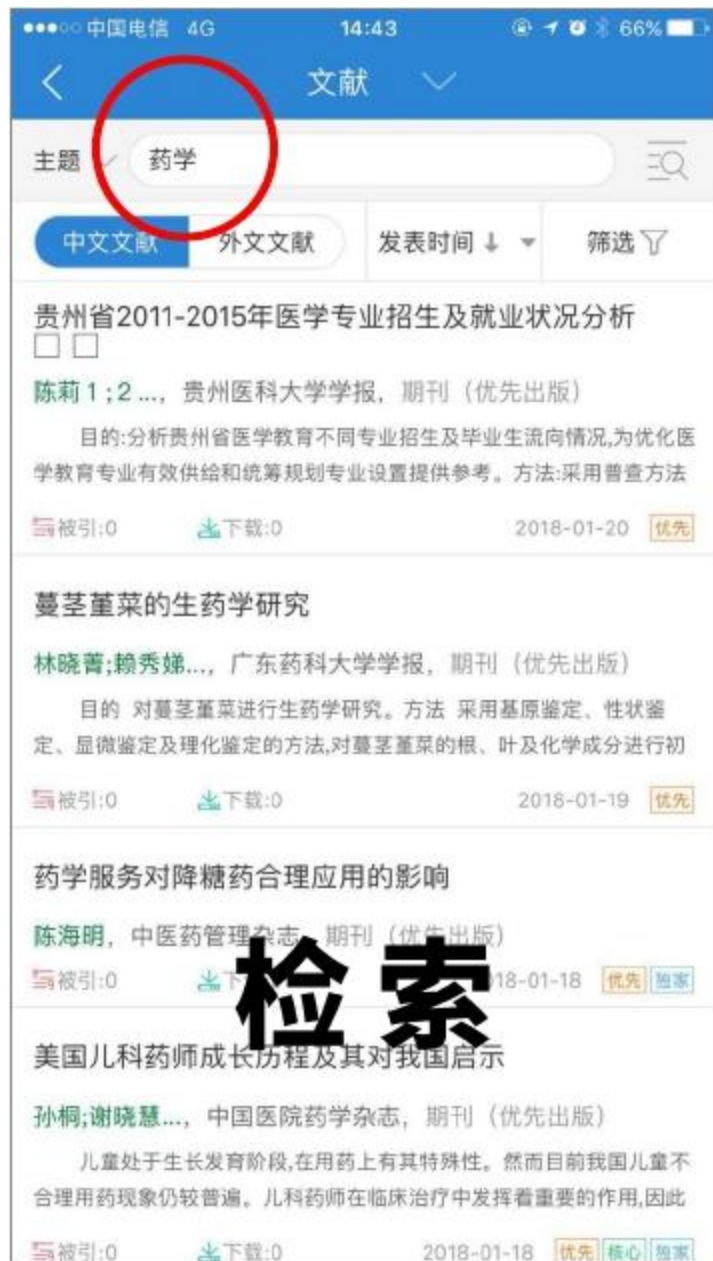 中国电信 4G 14:43 66%
文献
主题 药学
中文文献 外文文献 发表时间 筛选
贵州省2011-2015年医学专业招生及就业状况分析
陈莉1;2..., 贵州医科大学学报, 期刊（优先出版）
目的:分析贵州省医学教育不同专业招生及毕业生流向情况,为优化医
学教育专业有效供给和统筹规划专业设置提供参考。方法:采用普查方法
被引:0 下载:0 2018-01-20 优先
蔓茎堇菜的生药学研究
林晓菁;赖秀娣..., 广东药科大学学报, 期刊（优先出版）
目的 对蔓茎堇菜进行生药学研究。方法 采用基原鉴定、性状鉴
定、显微鉴定及理化鉴定的方法,对蔓茎堇菜的根、叶及化学成分进行初
被引:0 下载:0 2018-01-19 优先
药学服务对降糖药合理应用的影响
陈海明, 中医药管理杂志, 期刊（优先出版）
被引:0 下 18-01-18 优先 独家
检索
美国儿科药师成长历程及其对我国启示
孙桐;谢晓慧..., 中国医院药学杂志, 期刊（优先出版）
儿童处于生长发育阶段,在用药上有其特殊性。然而目前我国儿童不
合理用药现象仍较普遍。儿科药师在临床治疗中发挥着重要的作用,因此
被引:0 下载:0 2018-01-18 优先 核心 独家